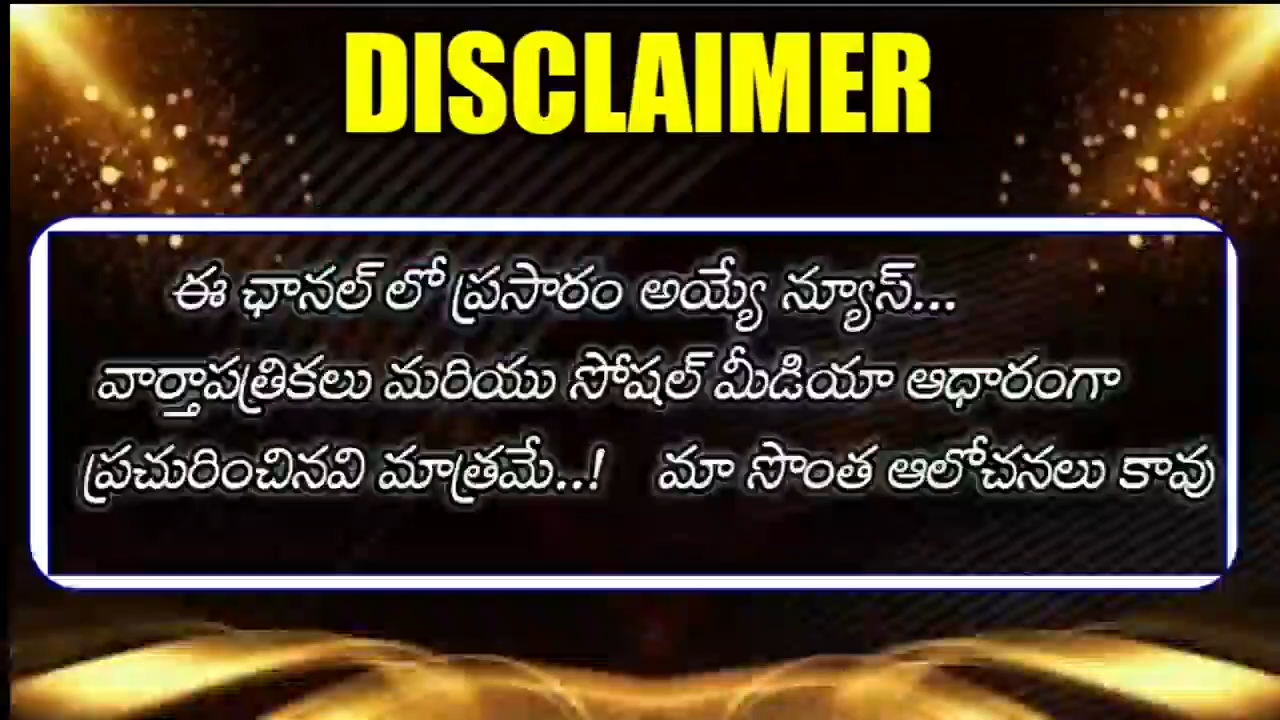 DISCLAIMER
ఈ ఛానల్ లో ప్రసారం అయ్యే న్యూస్...
వార్తాపత్రికలు మరియు సోషల్ మీడియా ఆధారంగా
ప్రచురించినవి మాత్రమే..! మా సొంత ఆలోచనలు కావు